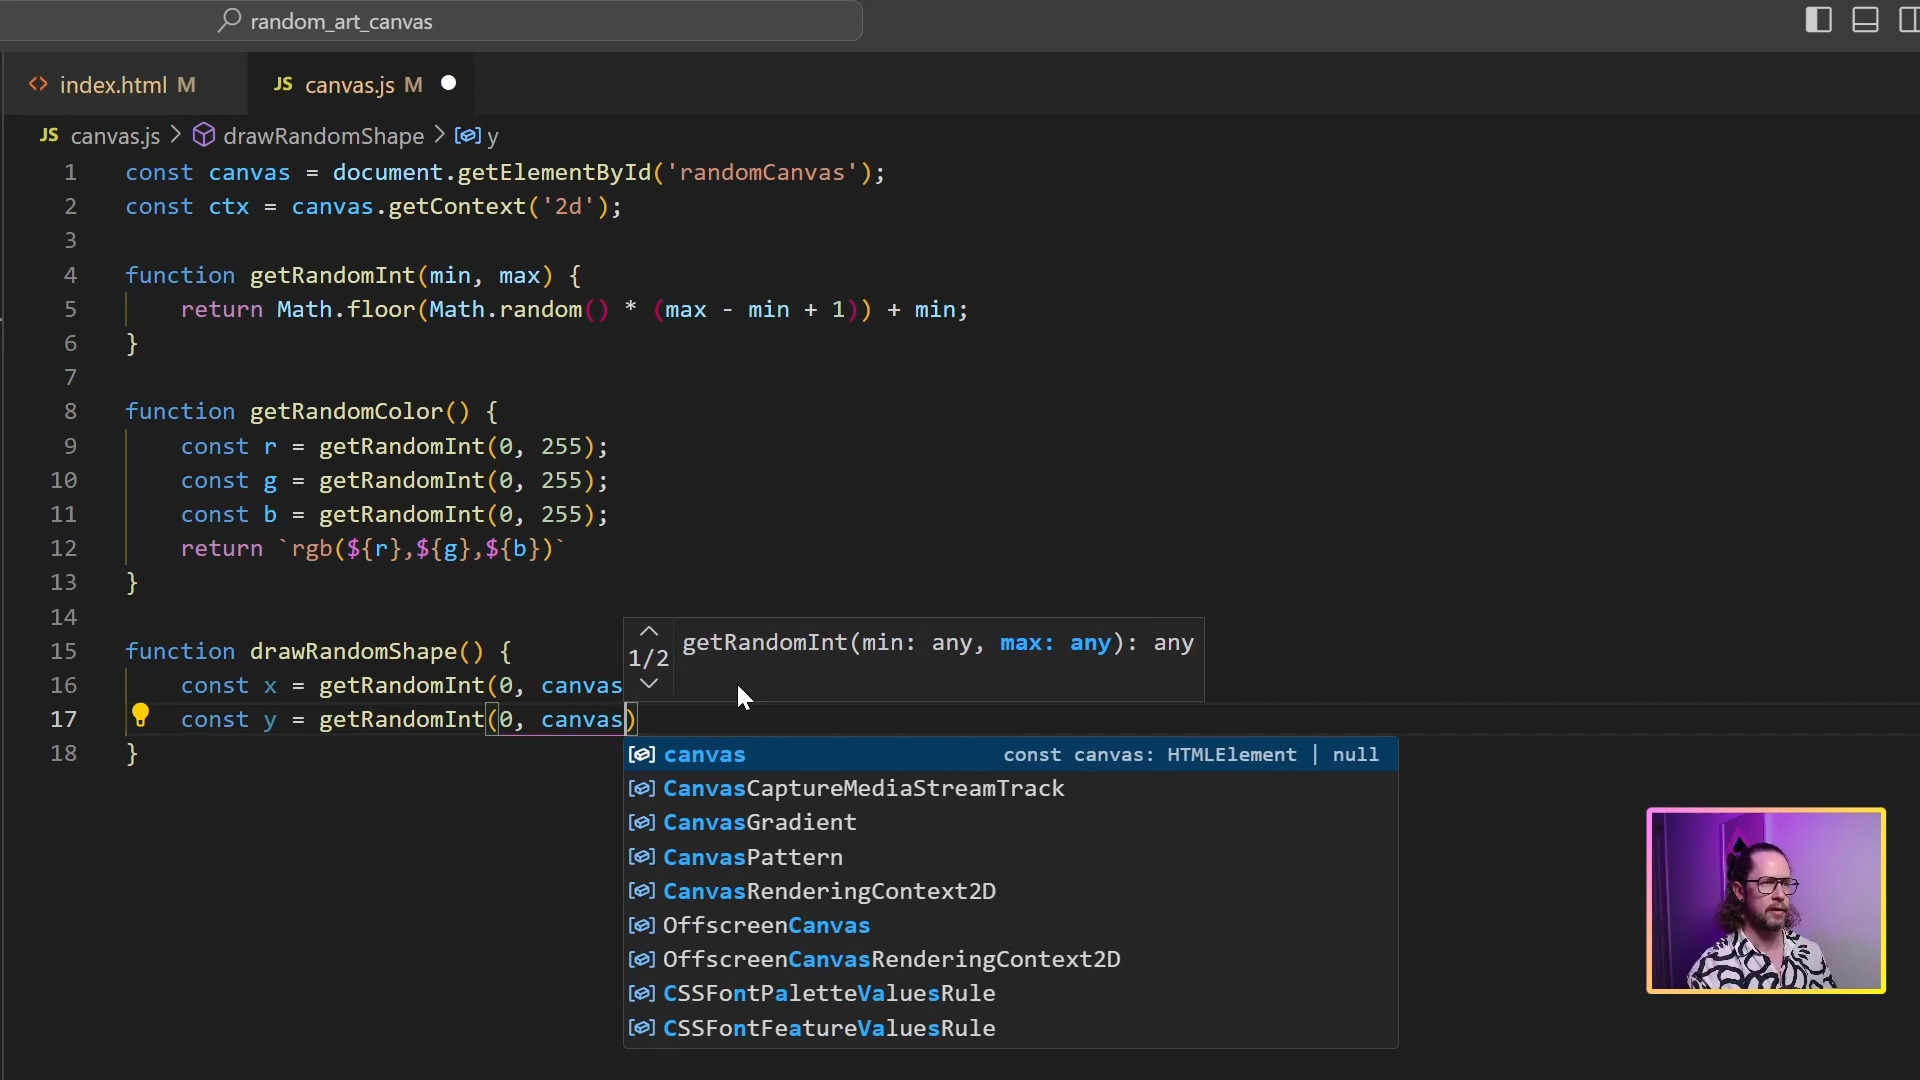 random_art_canvas
index.html M
JS canvas.js M
JS canvas.js > drawRandomShape > y
1 const canvas = document.getElementById('randomCanvas');
2 const ctx = canvas.getContext('2d');
3
4 function getRandomInt(min, max) {
5 return Math.floor(Math.random() * (max - min + 1)) + min;
6 }
7
8 function getRandomColor() {
9 const r = getRandomInt(0, 255);
10 const g = getRandomInt(0, 255);
11 const b = getRandomInt(0, 255);
12 return `rgb(${r},${g},${b})`
13 }
14
15 function drawRandomShape() {
16 const x = getRandomInt(0, canvas
17 const y = getRandomInt(0, canvas)
18 }
1/2 getRandomInt(min: any, max: any): any
canvas const canvas: HTMLElement | null
CanvasCaptureMediaStreamTrack
CanvasGradient
CanvasPattern
CanvasRenderingContext2D
OffscreenCanvas
OffscreenCanvasRenderingContext2D
CSSFontPaletteValuesRule
CSSFontFeatureValuesRule